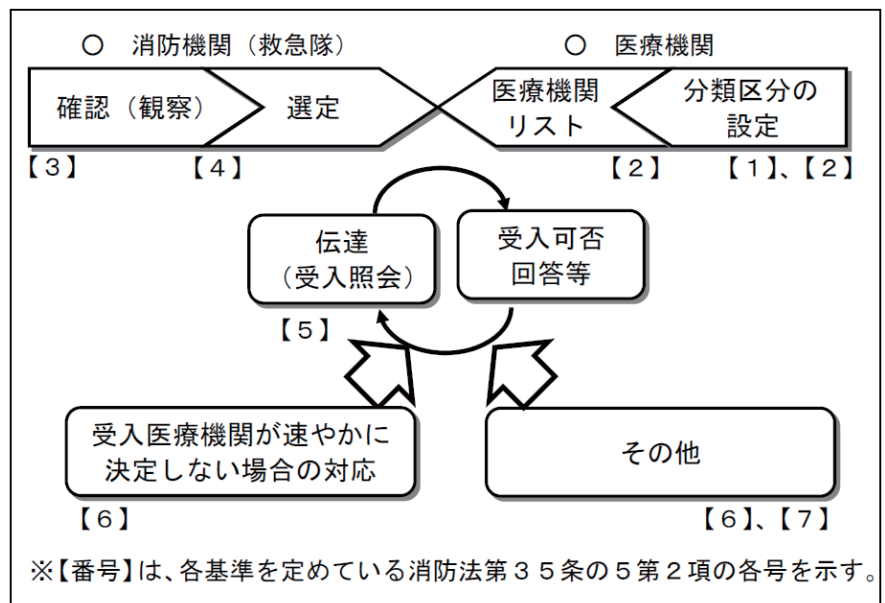 ○ 消防機関（救急隊）
○ 医療機関
確認（観察）
選定
医療機関
リスト
分類区分の
設定
【３】
【４】
【２】
【１】、【２】
伝達
（受入照会）
受入可否
回答等
【５】
受入医療機関が速やかに
決定しない場合の対応
その他
【６】
【６】、【７】
※【番号】は、各基準を定めている消防法第３５条の５第２項の各号を示す。